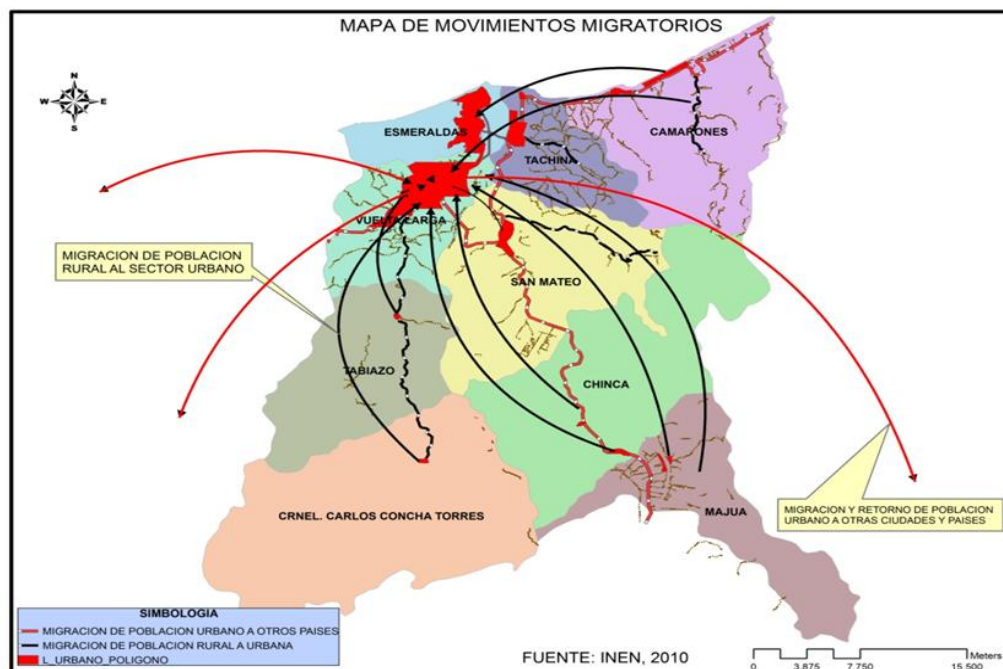 MAPA DE MOVIMIENTOS MIGRATORIOS
N
W E
S
ESMERALDAS
CAMARONES
TACHINA
VUELTA LARGA
MIGRACION DE POBLACION
RURAL AL SECTOR URBANO
SAN MATEO
TABIAZO
CHINCA
CRNEL. CARLOS CONCHA TORRES
MAJUA
MIGRACION Y RETORNO DE POBLACION
URBANO A OTRAS CIUDADES Y PAISES
SIMBOLOGIA
MIGRACION DE POBLACION URBANO A OTROS PAISES
MIGRACION DE POBLACION RURAL A URBANA
L_URBANO_POLIGONO
FUENTE: INEN, 2010
Meters
0 3.875 7.750 15.500